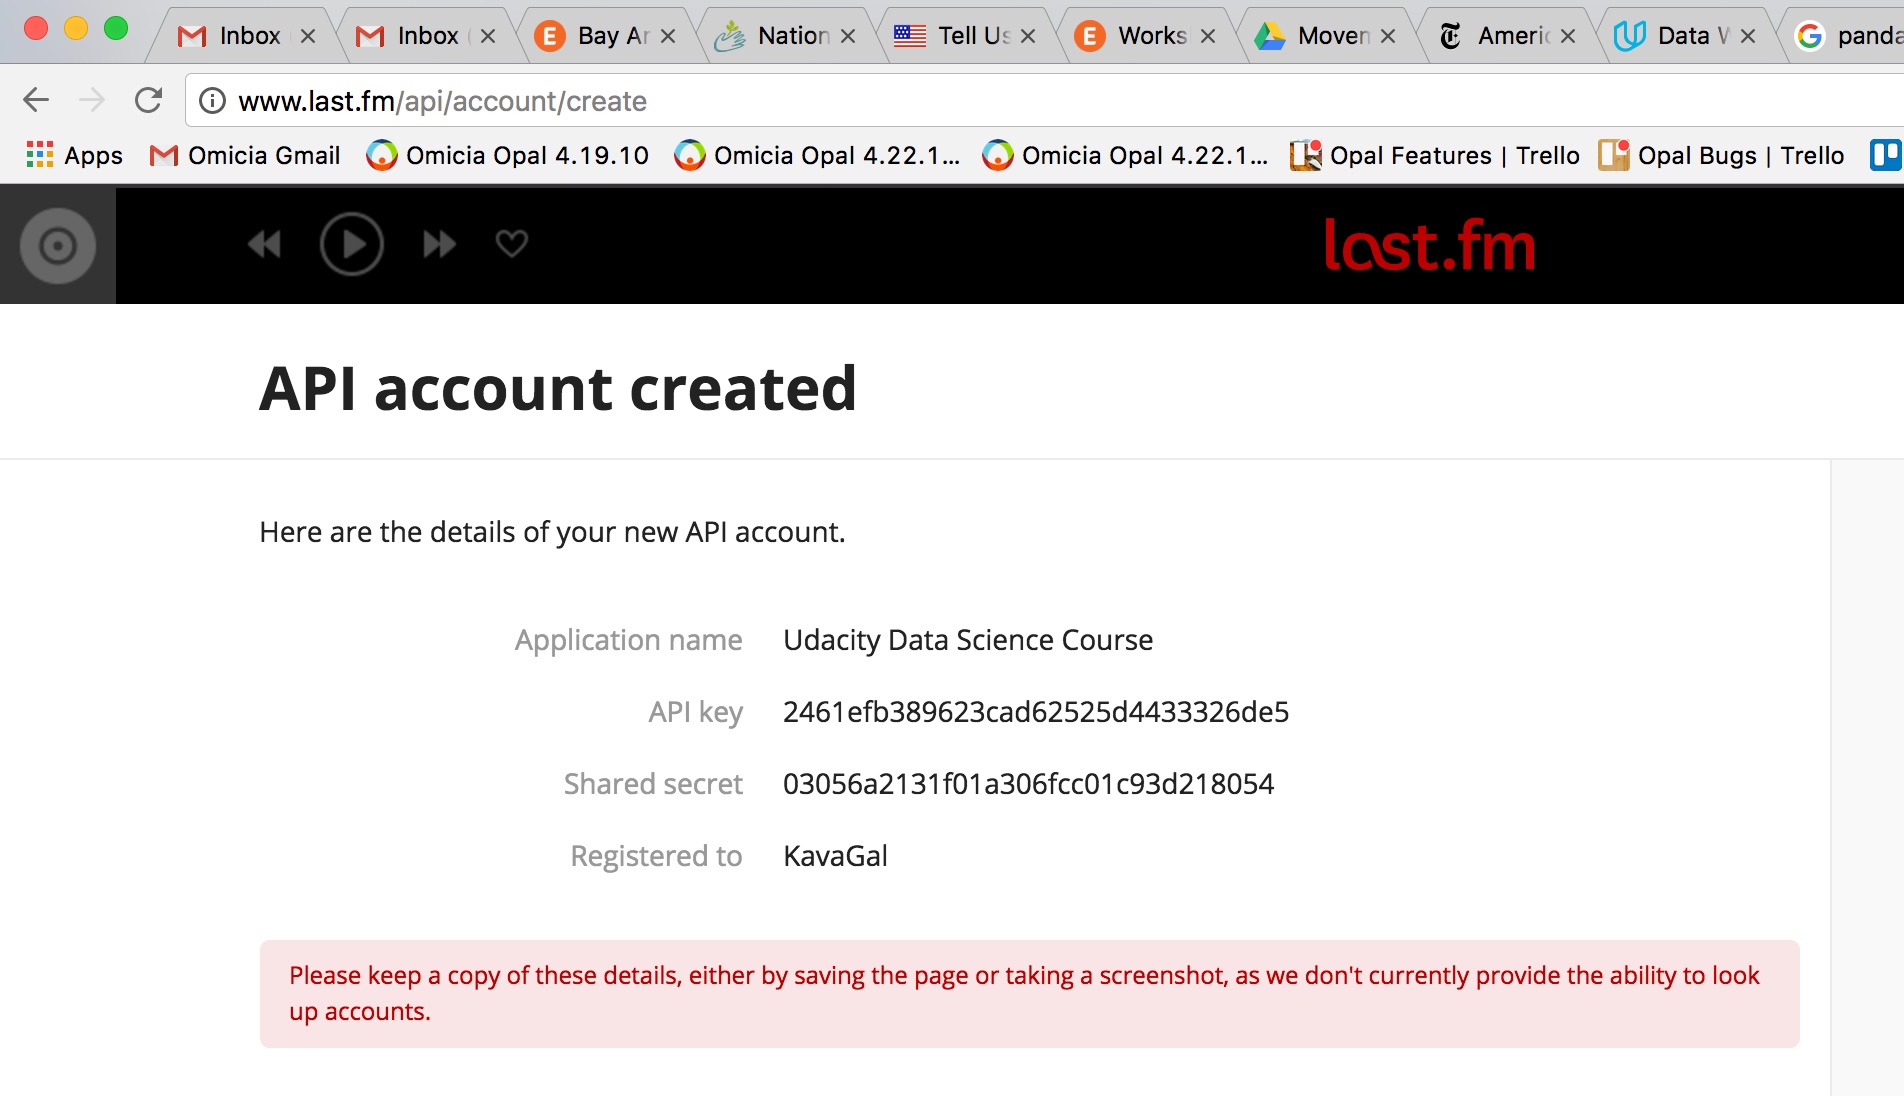 Inbox Inbox Bay Ar Nation Tell Us Works Movem Americ Data W panda
www.last.fm/api/account/create
Apps Omicia Gmail Omicia Opal 4.19.10 Omicia Opal 4.22.1... Omicia Opal 4.22.1... Opal Features | Trello Opal Bugs | Trello
last.fm
API account created
Here are the details of your new API account.
Application name Udacity Data Science Course
API key 2461efb389623cad62525d4433326de5
Shared secret 03056a2131f01a306fcc01c93d218054
Registered to KavaGal
Please keep a copy of these details, either by saving the page or taking a screenshot, as we don't currently provide the ability to look
up accounts.